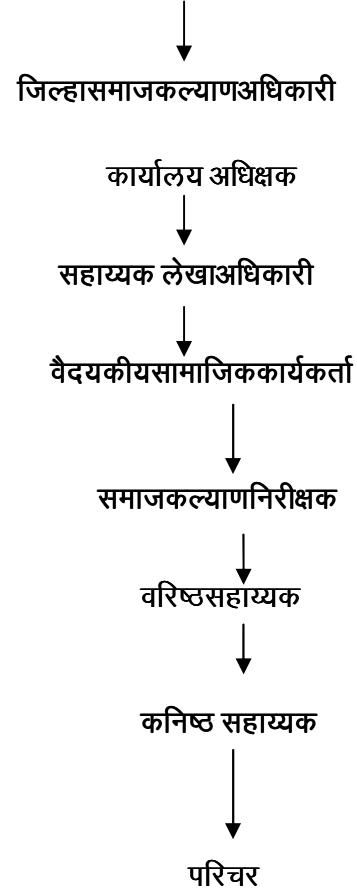 जिल्हासमाजकल्याणअधिकारी
कार्यालय अधिक्षक
सहाय्यक लेखाअधिकारी
वैदयकीयसामाजिककार्यकर्ता
समाजकल्याणनिरीक्षक
वरिष्ठसहाय्यक
कनिष्ठ सहाय्यक
परिचर